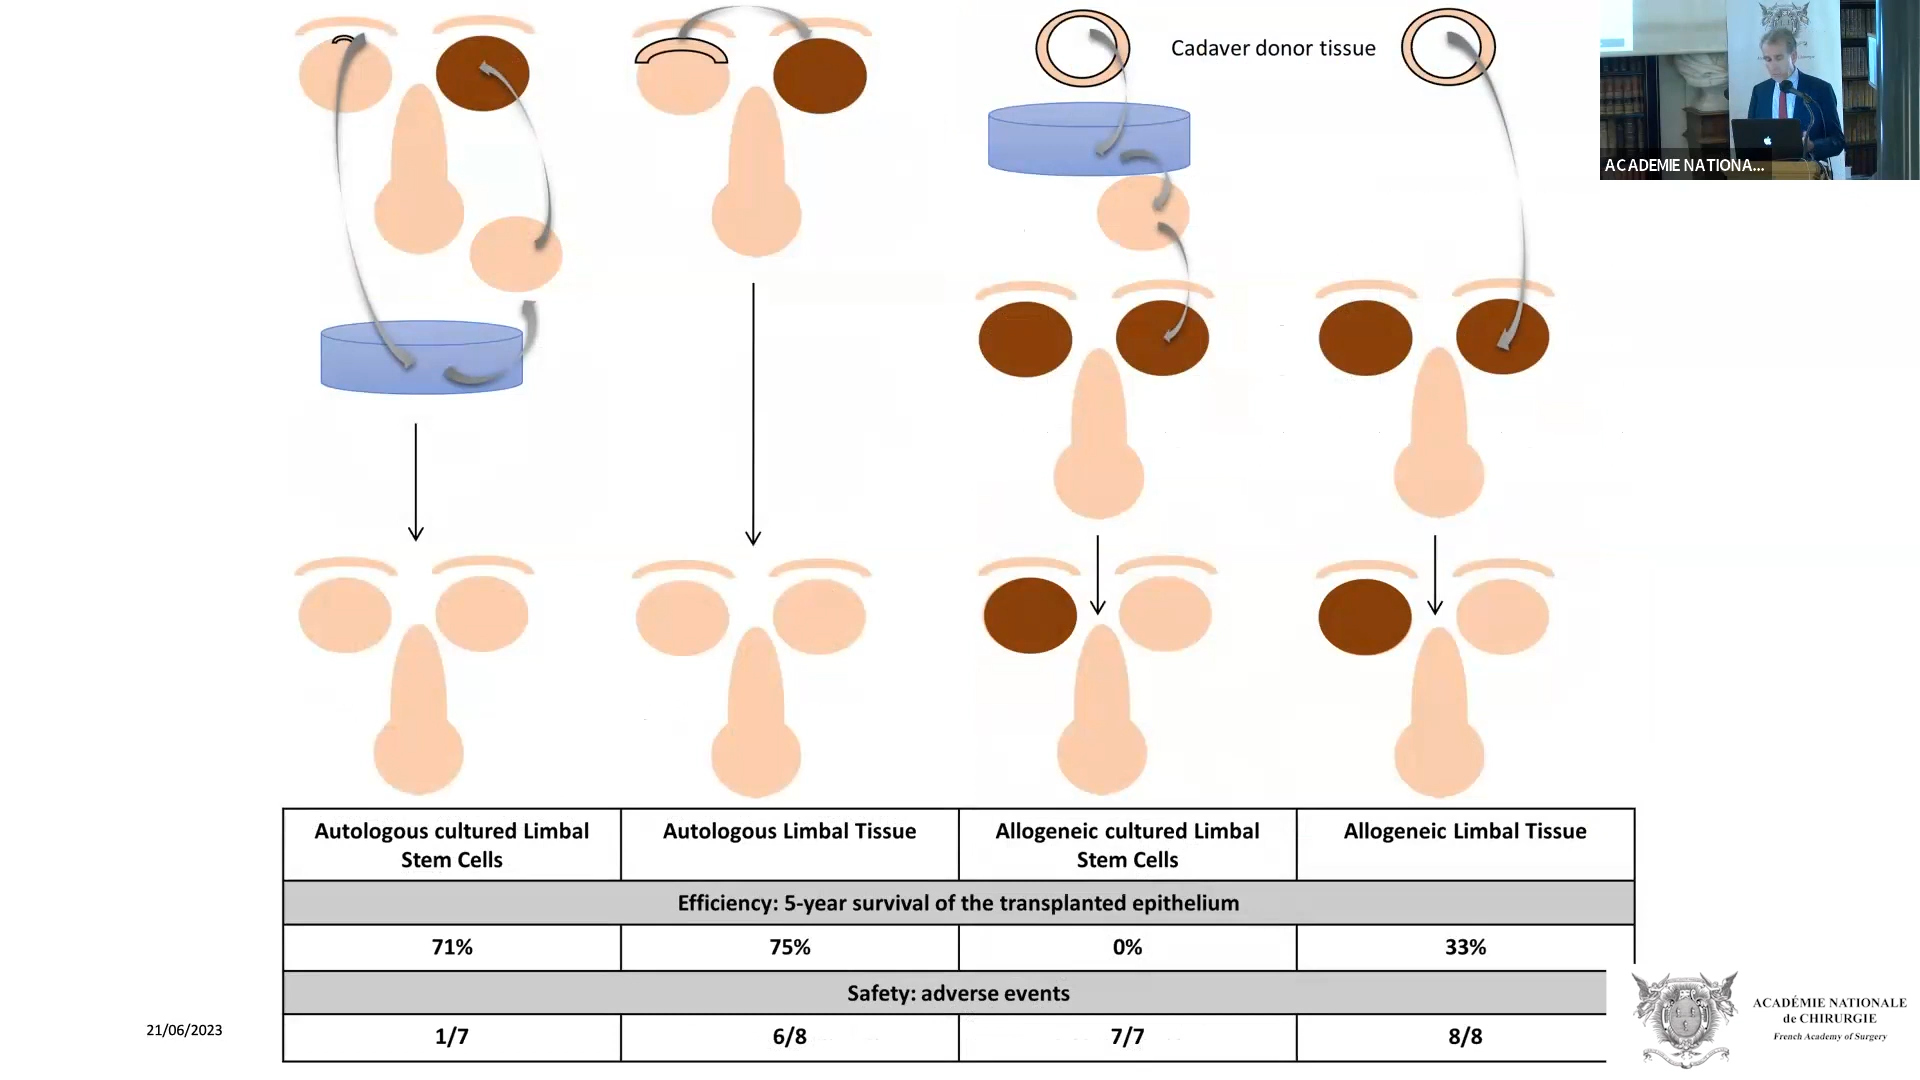 Cadaver donor tissue
ACADEMIE NATIONA...
Autologous cultured Limbal
Stem Cells
Autologous Limbal Tissue
Allogeneic cultured Limbal
Stem Cells
Allogeneic Limbal Tissue
Efficiency: 5-year survival of the transplanted epithelium
71%
75%
0%
33%
Safety: adverse events
1/7
6/8
7/7
8/8
21/06/2023
ACADÉMIE NATIONALE
de CHIRURGIE
French Academy of Surgery